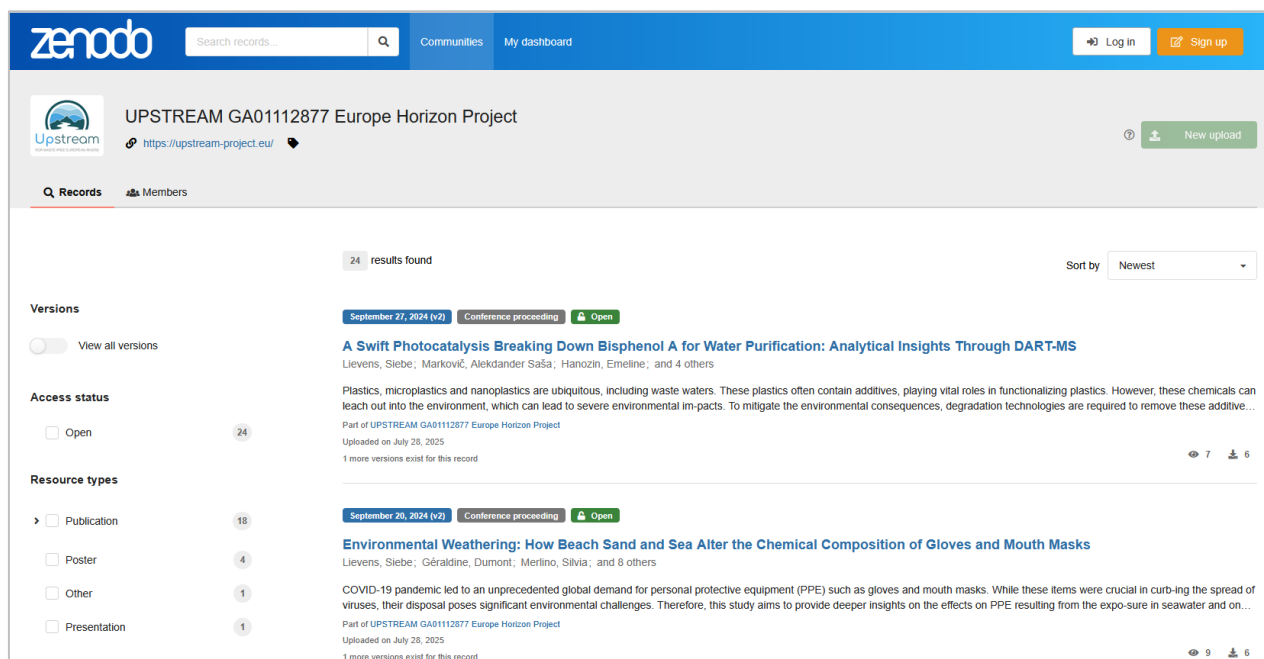 zenodo
Search records...
Communities
My dashboard
Log in
Sign up
Upstream
UPSTREAM GA01112877 Europe Horizon Project
https://upstream-project.eu/
New upload
Records
Members
24 results found
Sort by
Newest
Versions
View all versions
Access status
Open
24
Resource types
Publication
18
Poster
4
Other
1
Presentation
1
September 27, 2024 (v2)
Conference proceeding
Open
A Swift Photocatalysis Breaking Down Bisphenol A for Water Purification: Analytical Insights Through DART-MS
Lievens, Siebe; Markovič, Alekdander Saša; Hanozin, Emeline; and 4 others
Plastics, microplastics and nanoplastics are ubiquitous, including waste waters. These plastics often contain additives, playing vital roles in functionalizing plastics. However, these chemicals can
leach out into the environment, which can lead to severe environmental im-pacts. To mitigate the environmental consequences, degradation technologies are required to remove these additive...
Part of UPSTREAM GA01112877 Europe Horizon Project
Uploaded on July 28, 2025
1 more versions exist for this record
7
6
September 20, 2024 (v2)
Conference proceeding
Open
Environmental Weathering: How Beach Sand and Sea Alter the Chemical Composition of Gloves and Mouth Masks
Lievens, Siebe; Géraldine, Dumont; Merlino, Silvia; and 8 others
COVID-19 pandemic led to an unprecedented global demand for personal protective equipment (PPE) such as gloves and mouth masks. While these items were crucial in curb-ing the spread of
viruses, their disposal poses significant environmental challenges. Therefore, this study aims to provide deeper insights on the effects on PPE resulting from the expo-sure in seawater and on...
Part of UPSTREAM GA01112877 Europe Horizon Project
Uploaded on July 28, 2025
1 more versions exist for this record
9
6